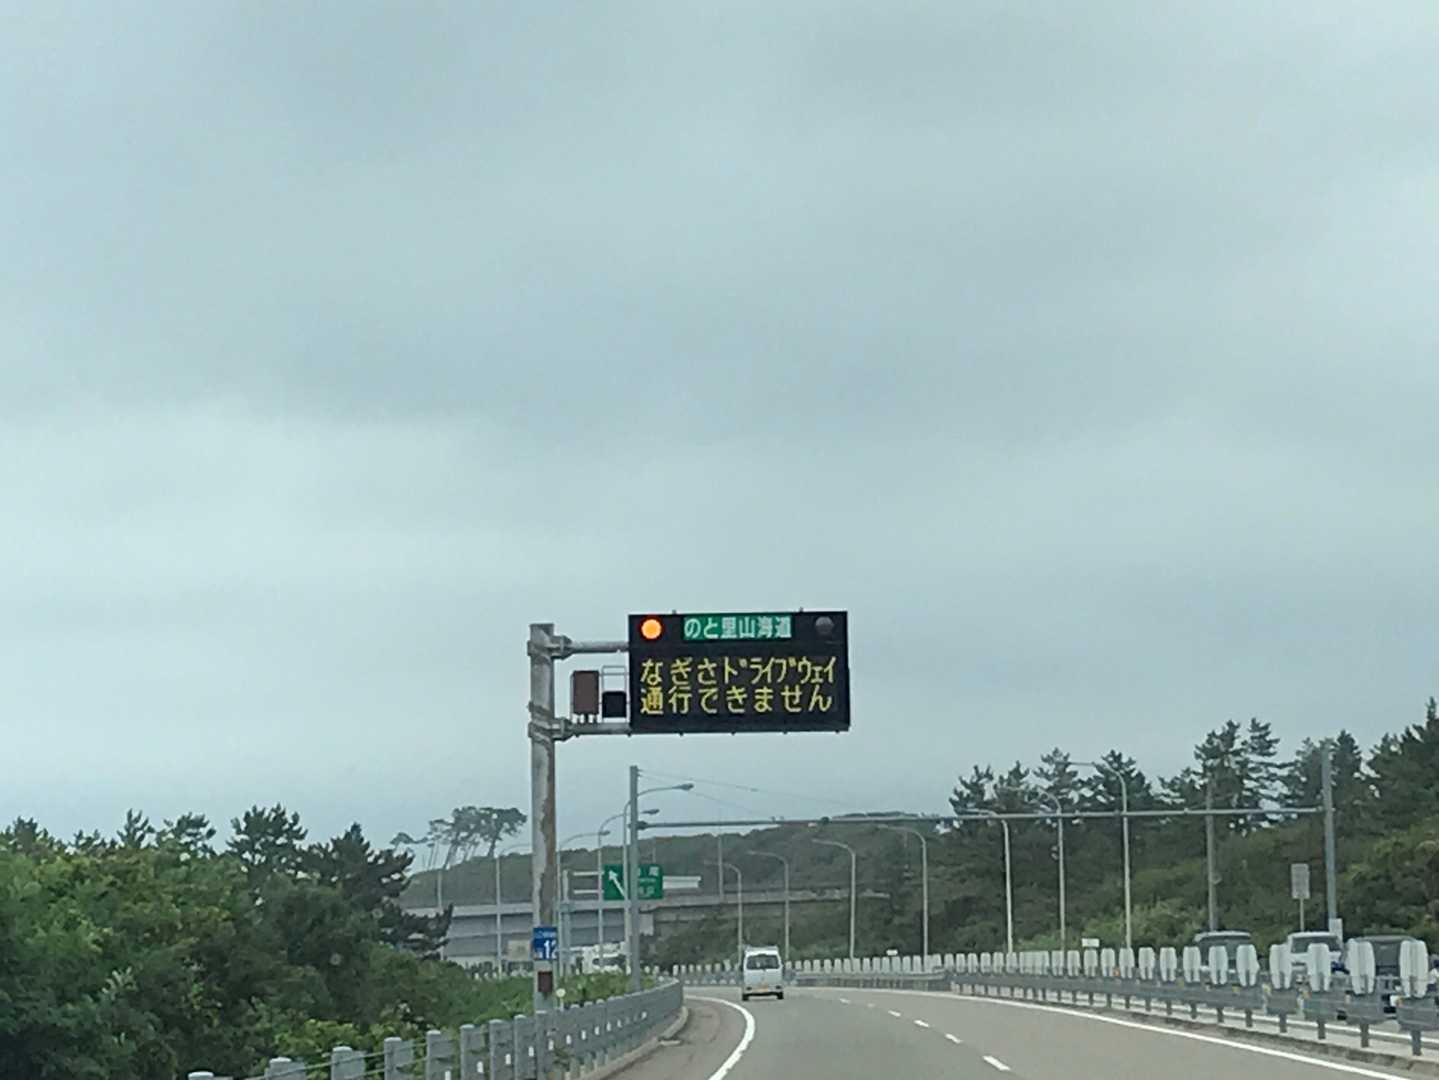 のと里山海道
なぎさドライブウェイ
通行できません
12